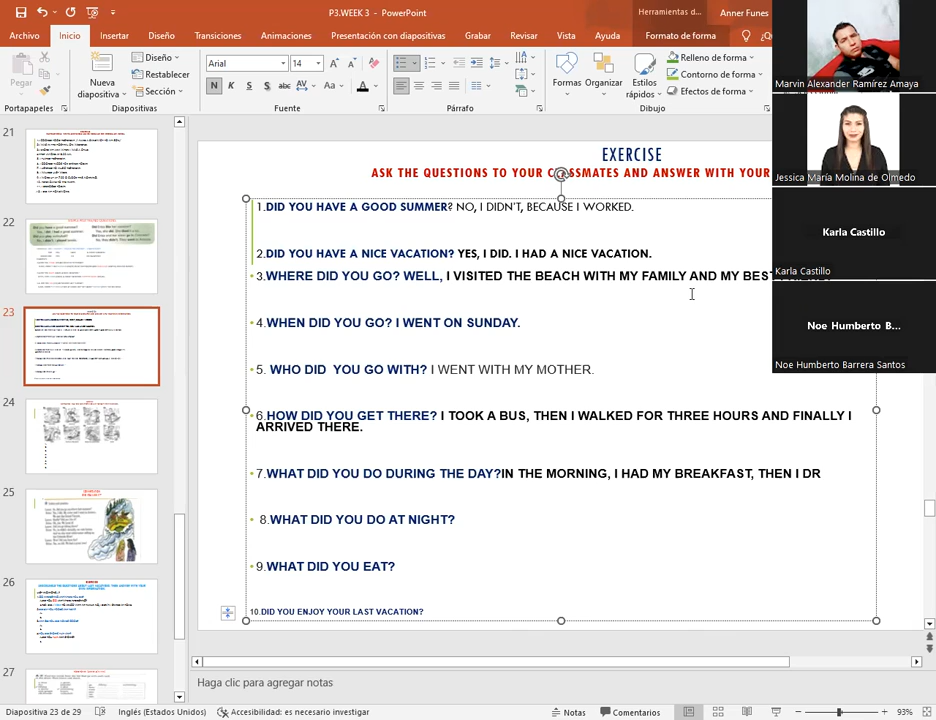 P3.WEEK 3 - PowerPoint
Herramientas d...
Anner Funes
Archivo
Inicio
Insertar
Diseño
Transiciones
Animaciones
Presentación con diapositivas
Grabar
Revisar
Vista
Ayuda
Formato de forma
Pegar
Nueva diapositiva
Diseño
Restablecer
Arial
14
N K S S abc AV Aa A
Formas
Organizar
Estilos rápidos
Relleno de forma
Contorno de forma
Efectos de forma
Portapapeles
Diapositivas
Fuente
Párrafo
Dibujo
Marvin Alexander Ramírez Amaya
Jessica María Molina de Olmedo
Karla Castillo
Karla Castillo
Noe Humberto B...
Noe Humberto Barrera Santos
21
22
23
24
25
26
27
EXERCISE
ASK THE QUESTIONS TO YOUR CLASSMATES AND ANSWER WITH YOUR
1.DID YOU HAVE A GOOD SUMMER? NO, I DIDN'T, BECAUSE I WORKED.
2.DID YOU HAVE A NICE VACATION? YES, I DID. I HAD A NICE VACATION.
• 3.WHERE DID YOU GO? WELL, I VISITED THE BEACH WITH MY FAMILY AND MY BEST
• 4.WHEN DID YOU GO? I WENT ON SUNDAY.
• 5. WHO DID YOU GO WITH? I WENT WITH MY MOTHER.
• 6.HOW DID YOU GET THERE? I TOOK A BUS, THEN I WALKED FOR THREE HOURS AND FINALLY I
ARRIVED THERE.
• 7.WHAT DID YOU DO DURING THE DAY?IN THE MORNING, I HAD MY BREAKFAST, THEN I DR
• 8.WHAT DID YOU DO AT NIGHT?
• 9.WHAT DID YOU EAT?
10.DID YOU ENJOY YOUR LAST VACATION?
Haga clic para agregar notas
Diapositiva 23 de 29
Inglés (Estados Unidos)
Accesibilidad: es necesario investigar
Notas
Comentarios
93%